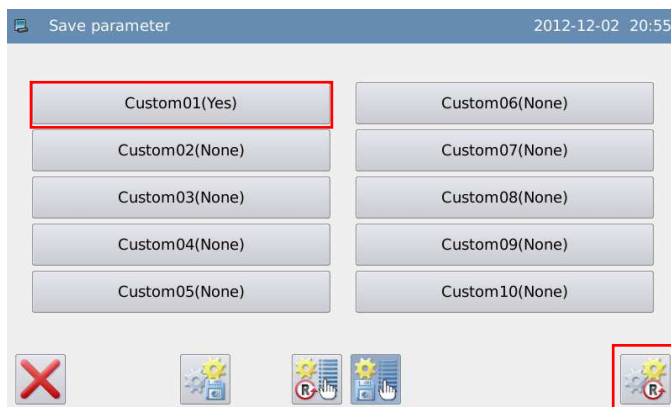 Save parameter 2012-12-02 20:55
Custom01(Yes) Custom06(None)
Custom02(None) Custom07(None)
Custom03(None) Custom08(None)
Custom04(None) Custom09(None)
Custom05(None) Custom10(None)
R R